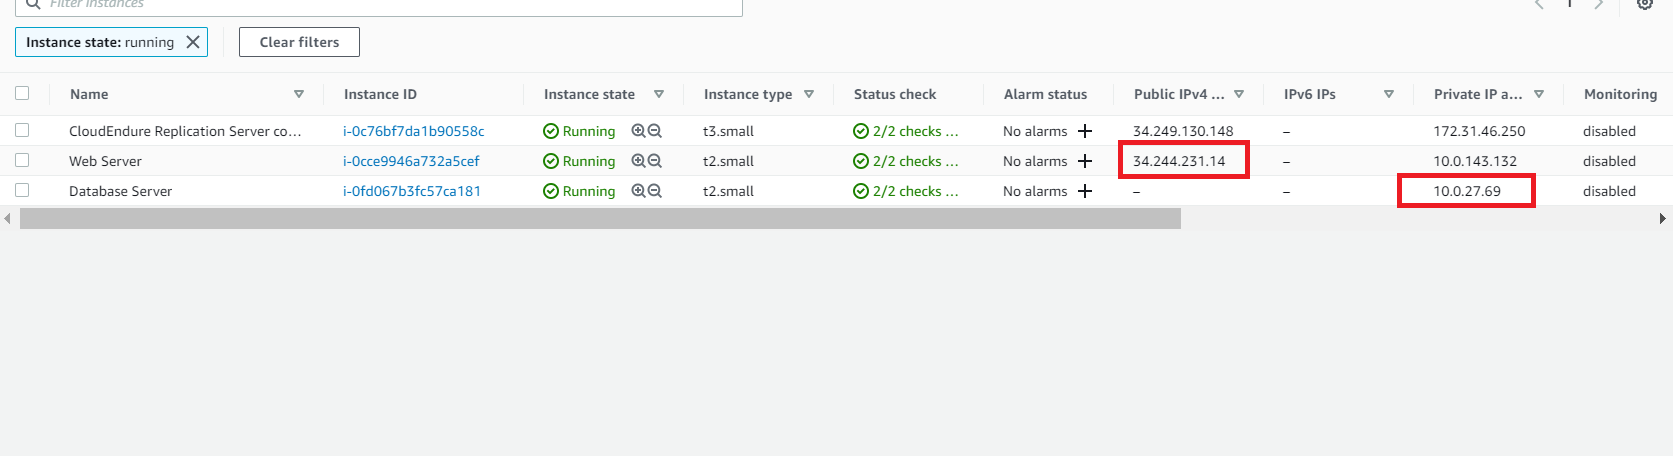 Filter instances
1
Instance state: running
Clear filters
Name Instance ID Instance state Instance type Status check Alarm status Public IPv4 ... IPv6 IPs Private IP a... Monitoring
CloudEndure Replication Server co... i-0c76bf7da1b90558c Running t3.small 2/2 checks ... No alarms + 34.249.130.148 – 172.31.46.250 disabled
Web Server i-0cce9946a732a5cef Running t2.small 2/2 checks ... No alarms + 34.244.231.14 – 10.0.143.132 disabled
Database Server i-0fd067b3fc57ca181 Running t2.small 2/2 checks ... No alarms + – – 10.0.27.69 disabled